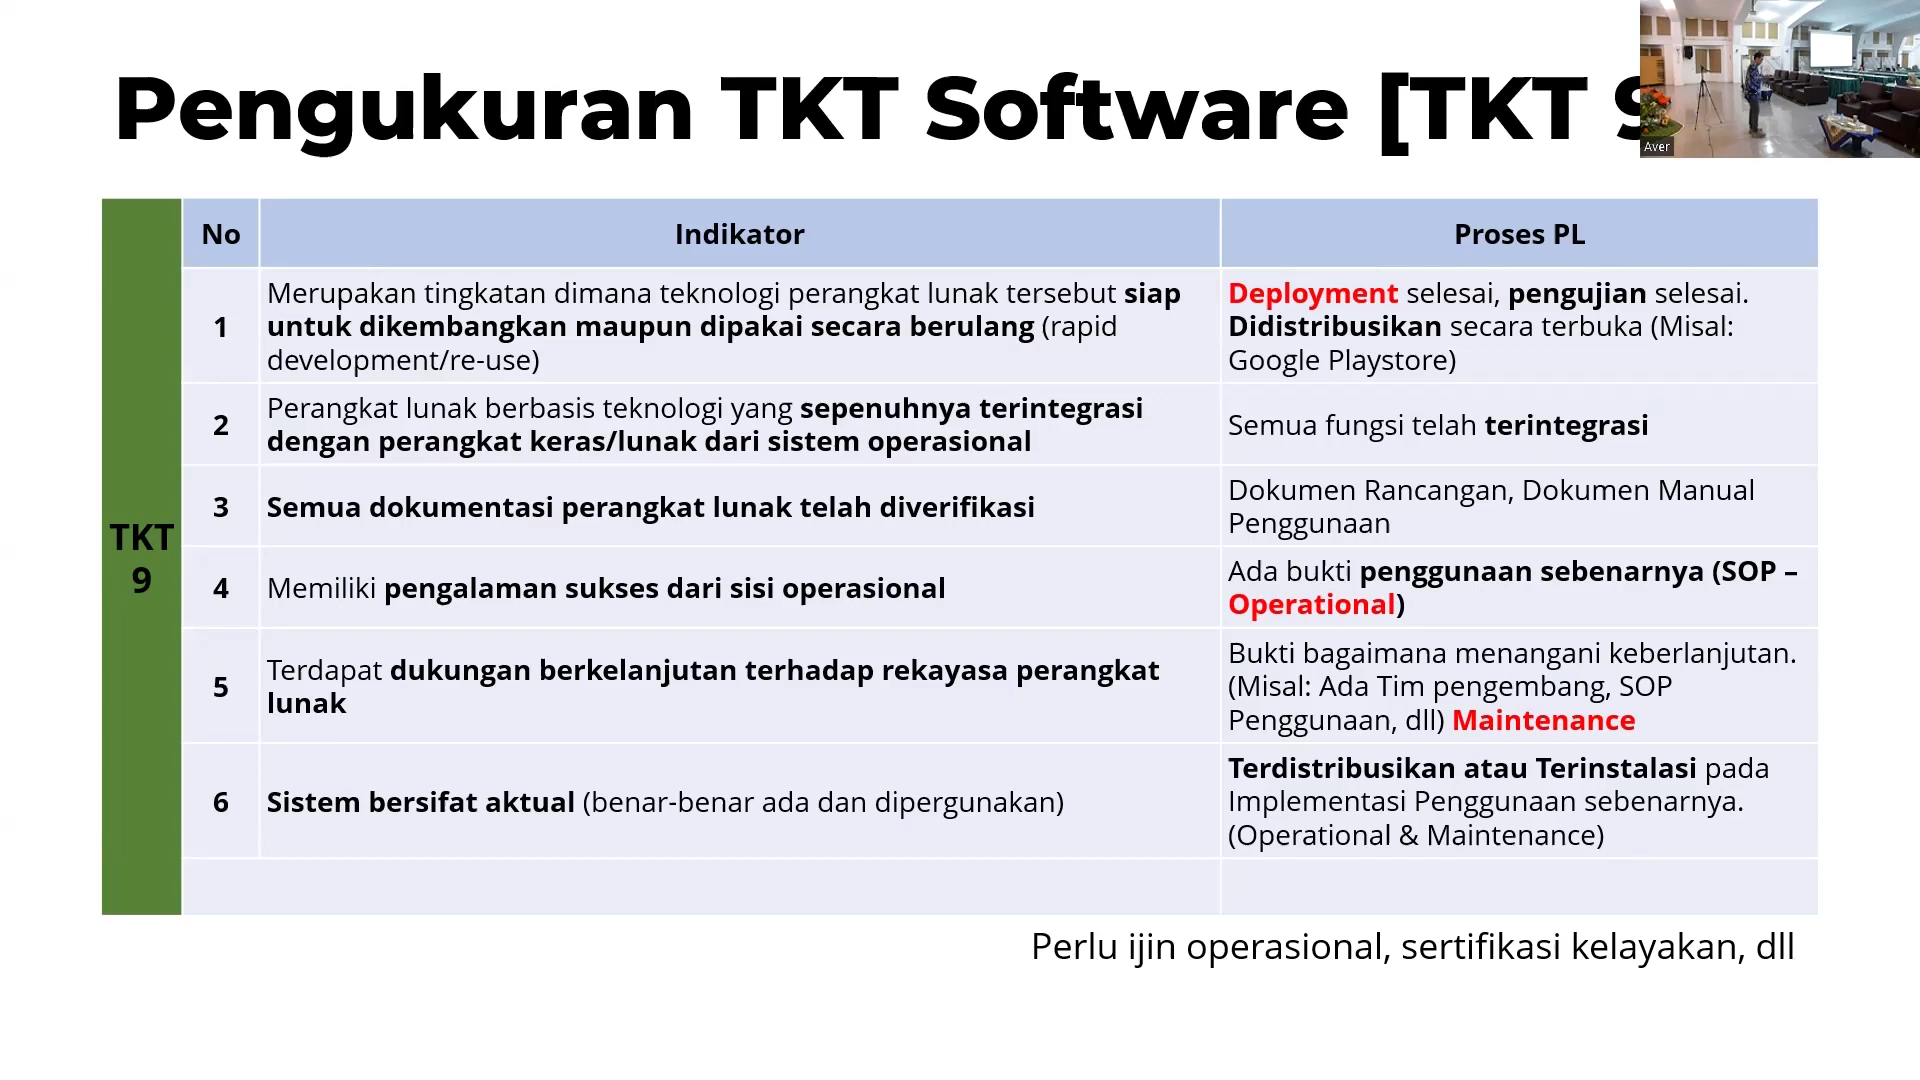 Pengukuran TKT Software [TKT 9
Aver
No
Indikator
Proses PL
TKT
9
1
Merupakan tingkatan dimana teknologi perangkat lunak tersebut siap
untuk dikembangkan maupun dipakai secara berulang (rapid
development/re-use)
Deployment selesai, pengujian selesai.
Didistribusikan secara terbuka (Misal:
Google Playstore)
2
Perangkat lunak berbasis teknologi yang sepenuhnya terintegrasi
dengan perangkat keras/lunak dari sistem operasional
Semua fungsi telah terintegrasi
3
Semua dokumentasi perangkat lunak telah diverifikasi
Dokumen Rancangan, Dokumen Manual
Penggunaan
4
Memiliki pengalaman sukses dari sisi operasional
Ada bukti penggunaan sebenarnya (SOP –
Operational)
5
Terdapat dukungan berkelanjutan terhadap rekayasa perangkat
lunak
Bukti bagaimana menangani keberlanjutan.
(Misal: Ada Tim pengembang, SOP
Penggunaan, dll) Maintenance
6
Sistem bersifat aktual (benar-benar ada dan dipergunakan)
Terdistribusikan atau Terinstalasi pada
Implementasi Penggunaan sebenarnya.
(Operational & Maintenance)
Perlu ijin operasional, sertifikasi kelayakan, dll